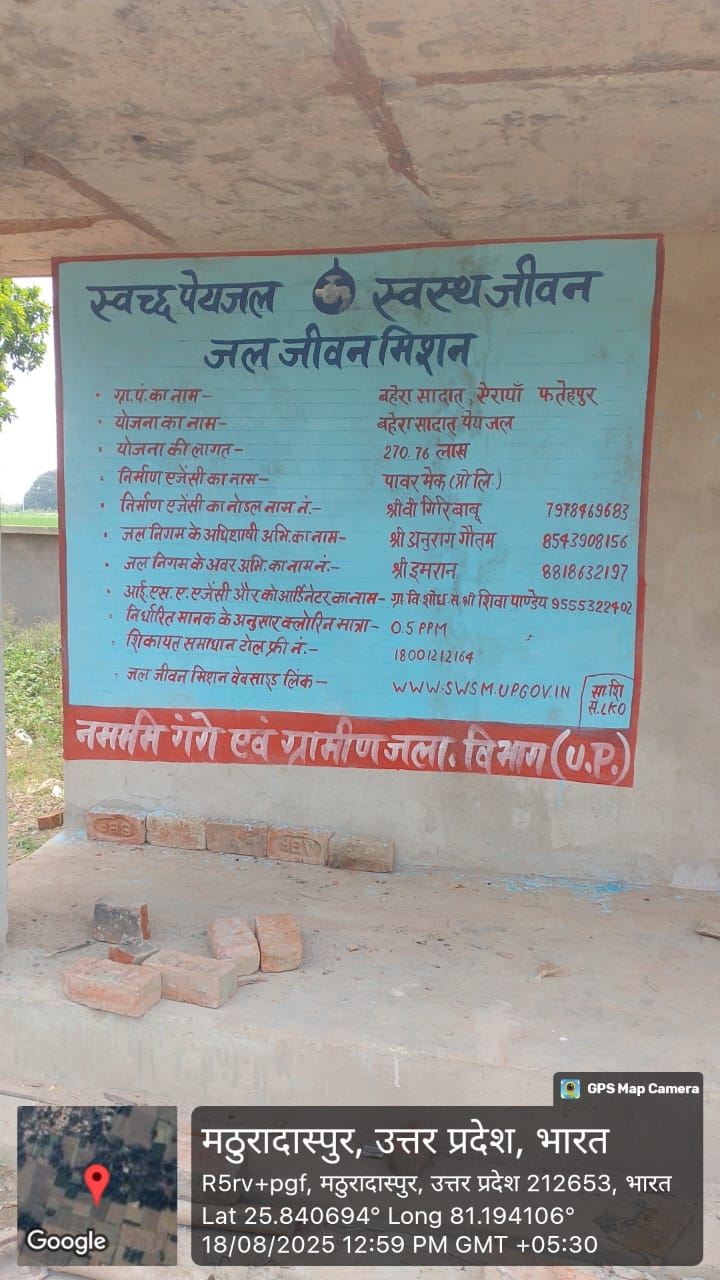 स्वच्छ पेयजल स्वस्थ जीवन
जल जीवन मिशन
ग्रा.पं.का नाम- बहेरा सादात, ऐरायाँ फतेहपुर
योजना का नाम- बहेरा सादात् पेयजल
योजना की लागत- 270.76 लाख
निर्माण एजेंसी का नाम- पावर मेक (प्रो.लि.)
निर्माण एजेंसी का नोडल नाम नं.- श्री वी गिरि बाबू 7978469683
जल निगम के अधिशाषी अभि. का नाम- श्री अनुराग गौतम 8543908156
जल निगम के अवर अभि. का नाम नं.- श्री इमरान 8818632197
आई.एस.ए. एजेंसी और कोआर्डिनेटर का नाम- ग्रा.वि.शोध स.श्री शिवा पाण्डेय 9555322402
निर्धारित मानक के अनुसार क्लोरिन मात्रा- 0.5 PPM
शिकायत समाधान टोल फ्री नं.- 18001212164
जल जीवन मिशन वेबसाइड लिंक- WWW.SWSM.UPGOV.IN
सा.शि
से.LKO
नमामि गंगे एवं ग्रामीण जला. विभाग (U.P.)
SBF
GPS Map Camera
मठुरादास्पुर, उत्तर प्रदेश, भारत
R5rv+pgf, मठुरादास्पुर, उत्तर प्रदेश 212653, भारत
Lat 25.840694° Long 81.194106°
18/08/2025 12:59 PM GMT +05:30
Google